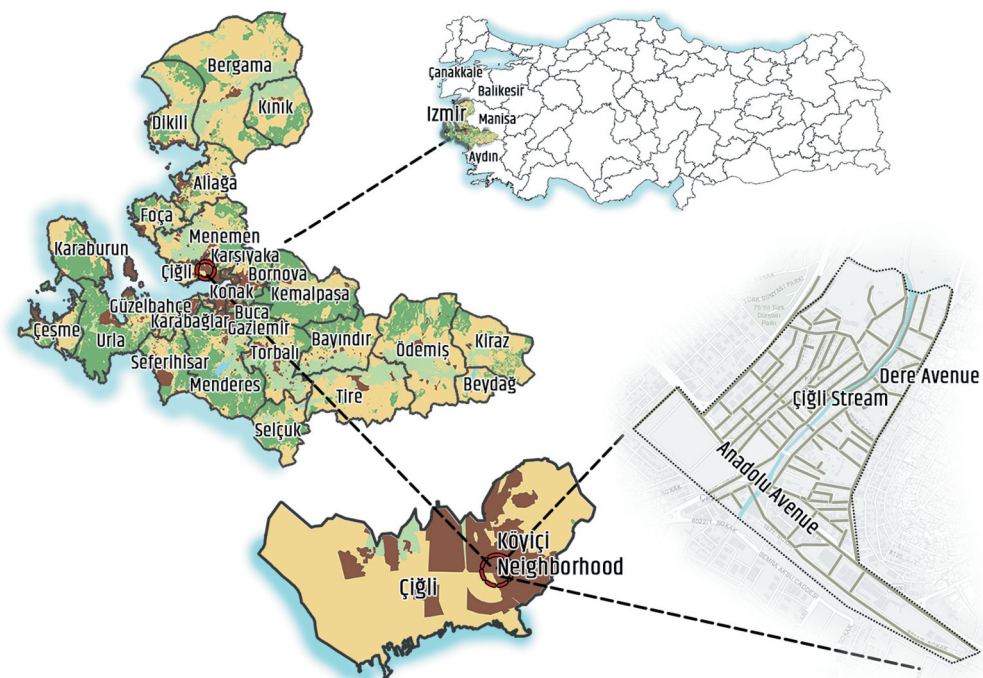 Bergama
Kınık
Dikili
Aliağa
Foça
Menemen
Karaburun
Karşıyaka
Çiğli
Bornova
Konak
Kemalpaşa
Güzelbahçe
Buca
Karabağlar
Gaziemir
Çeşme
Urla
Seferihisar
Torbalı
Bayındır
Ödemiş
Kiraz
Menderes
Tire
Beydağ
Selçuk
Çanakkale
Balıkesir
Izmir
Manisa
Aydın
Köyiçi
Neighborhood
Çiğli
Dere Avenue
Çiğli Stream
Anadolu Avenue